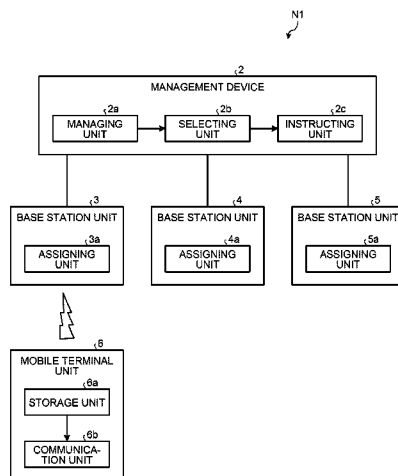 N1
2
MANAGEMENT DEVICE
2a
MANAGING
UNIT
2b
SELECTING
UNIT
2c
INSTRUCTING
UNIT
3
BASE STATION UNIT
3a
ASSIGNING
UNIT
4
BASE STATION UNIT
4a
ASSIGNING
UNIT
5
BASE STATION UNIT
5a
ASSIGNING
UNIT
6
MOBILE TERMINAL
UNIT
6a
STORAGE UNIT
6b
COMMUNICA-
TION UNIT